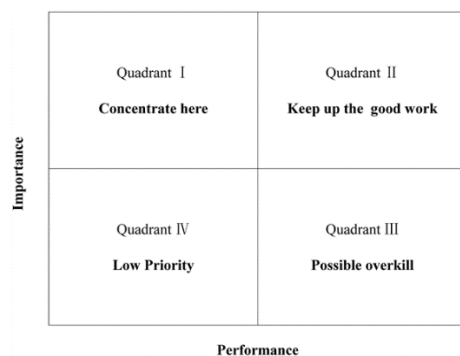 Quadrant Ⅰ
Quadrant Ⅱ
Concentrate here
Keep up the good work
Importance
Quadrant Ⅳ
Quadrant Ⅲ
Low Priority
Possible overkill
Performance